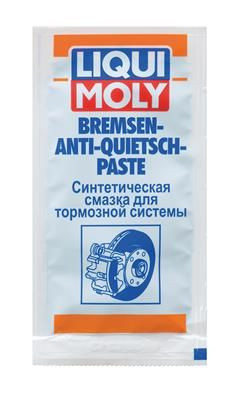 LIQUI
MOLY
BREMSEN-
ANTI-QUIETSCH-
PASTE
Синтетическая
смазка для
тормозной системы